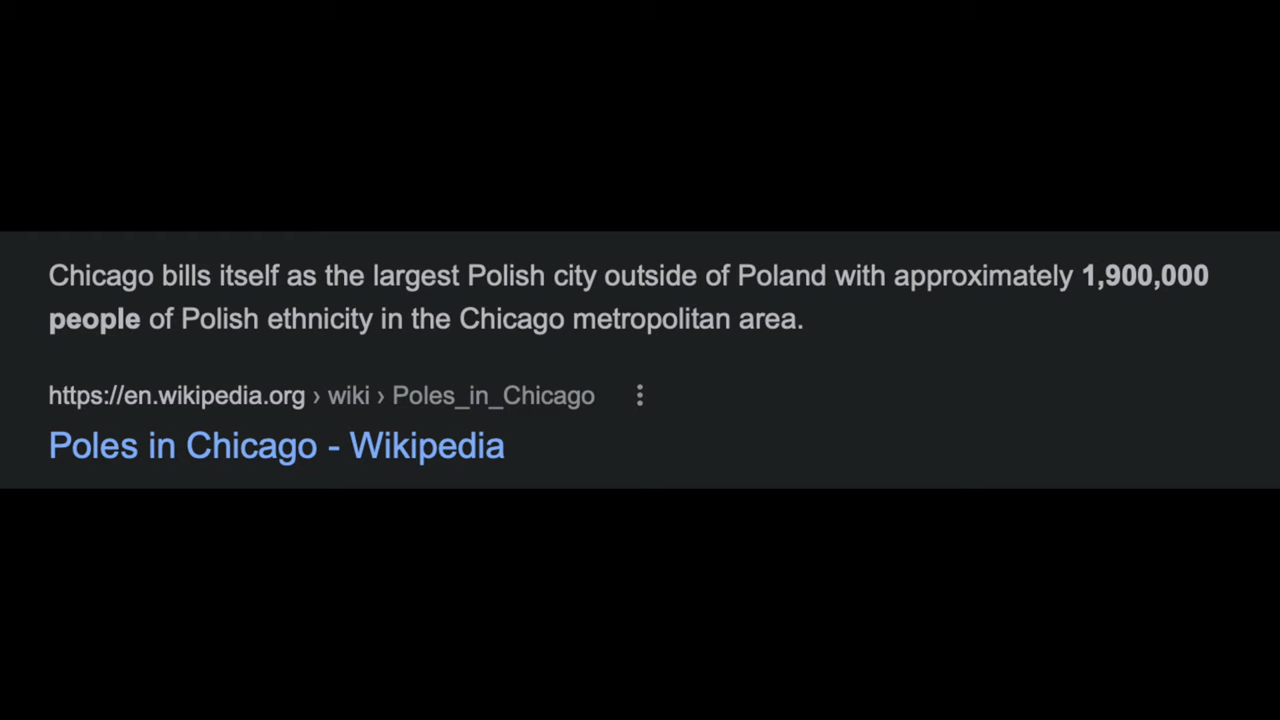 Chicago bills itself as the largest Polish city outside of Poland with approximately 1,900,000
people of Polish ethnicity in the Chicago metropolitan area.
https://en.wikipedia.org › wiki › Poles_in_Chicago
Poles in Chicago - Wikipedia